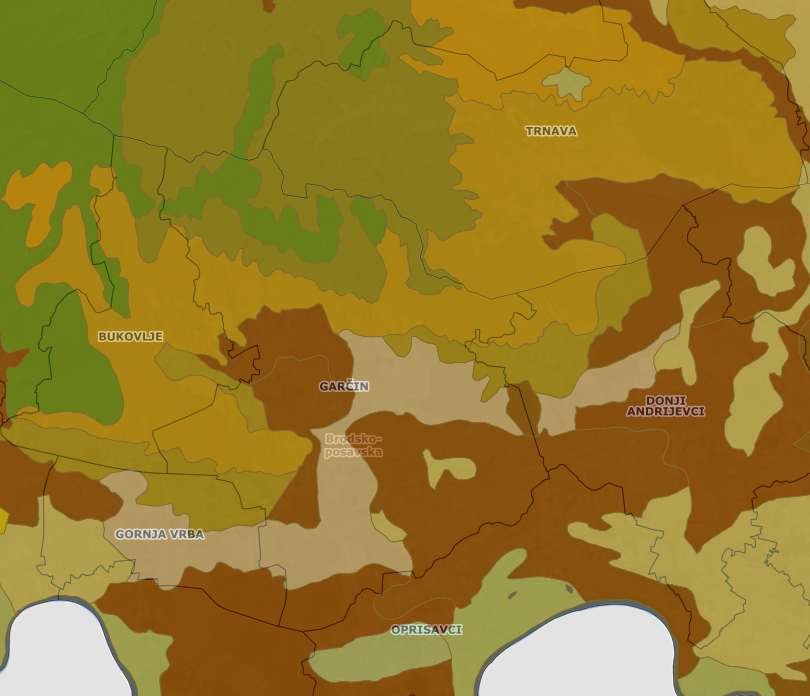 TRNAVA
BUKOVLJE
GARČIN
DONJI
ANDRIJEVCI
Brodsko-
posavska
GORNJA VRBA
OPRISAVCI